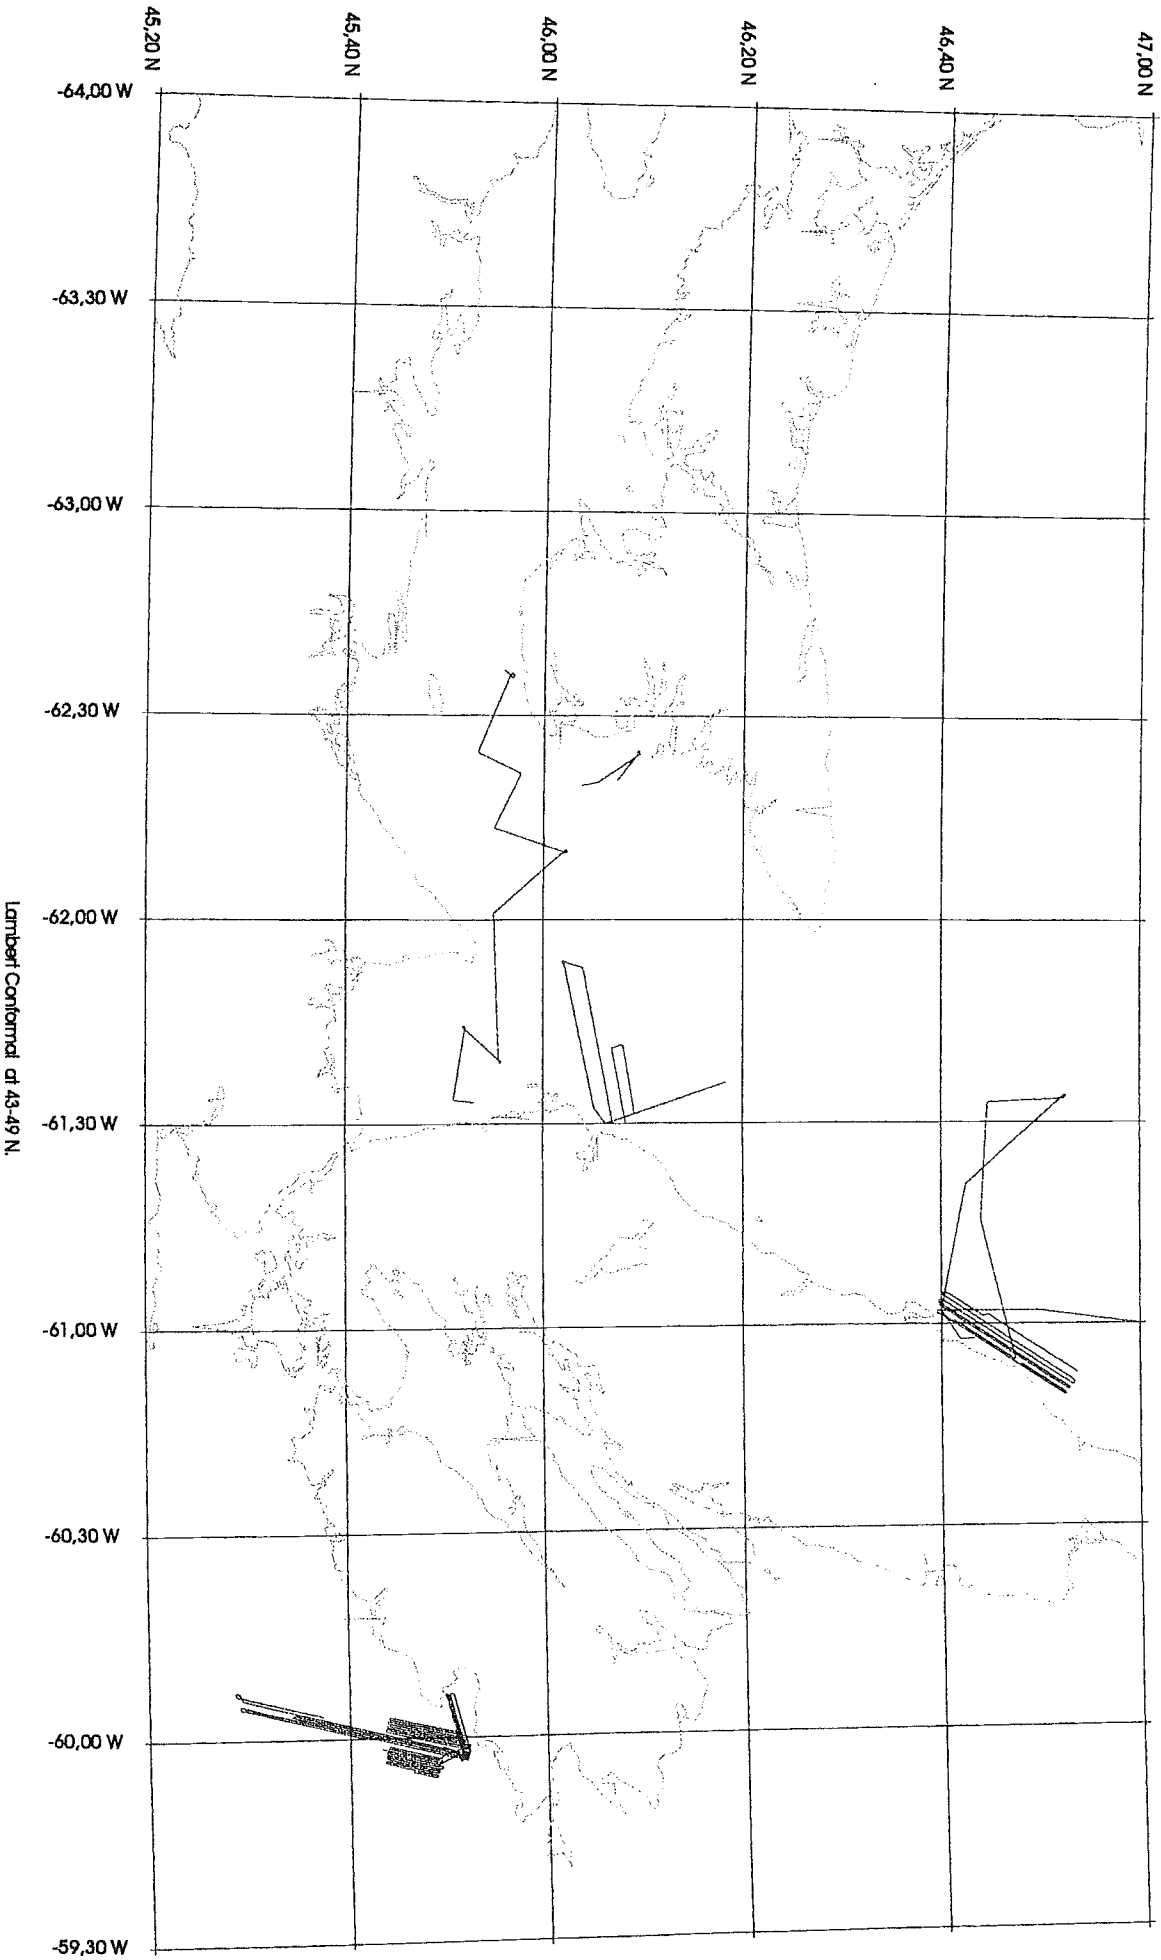 45,20 N
45,40 N
46,00 N
46,20 N
46,40 N
47,00 N
-64,00 W
-63,30 W
-63,00 W
-62,30 W
-62,00 W
-61,30 W
-61,00 W
-60,30 W
-60,00 W
-59,30 W
Lambert Conformal at 43-49 N.